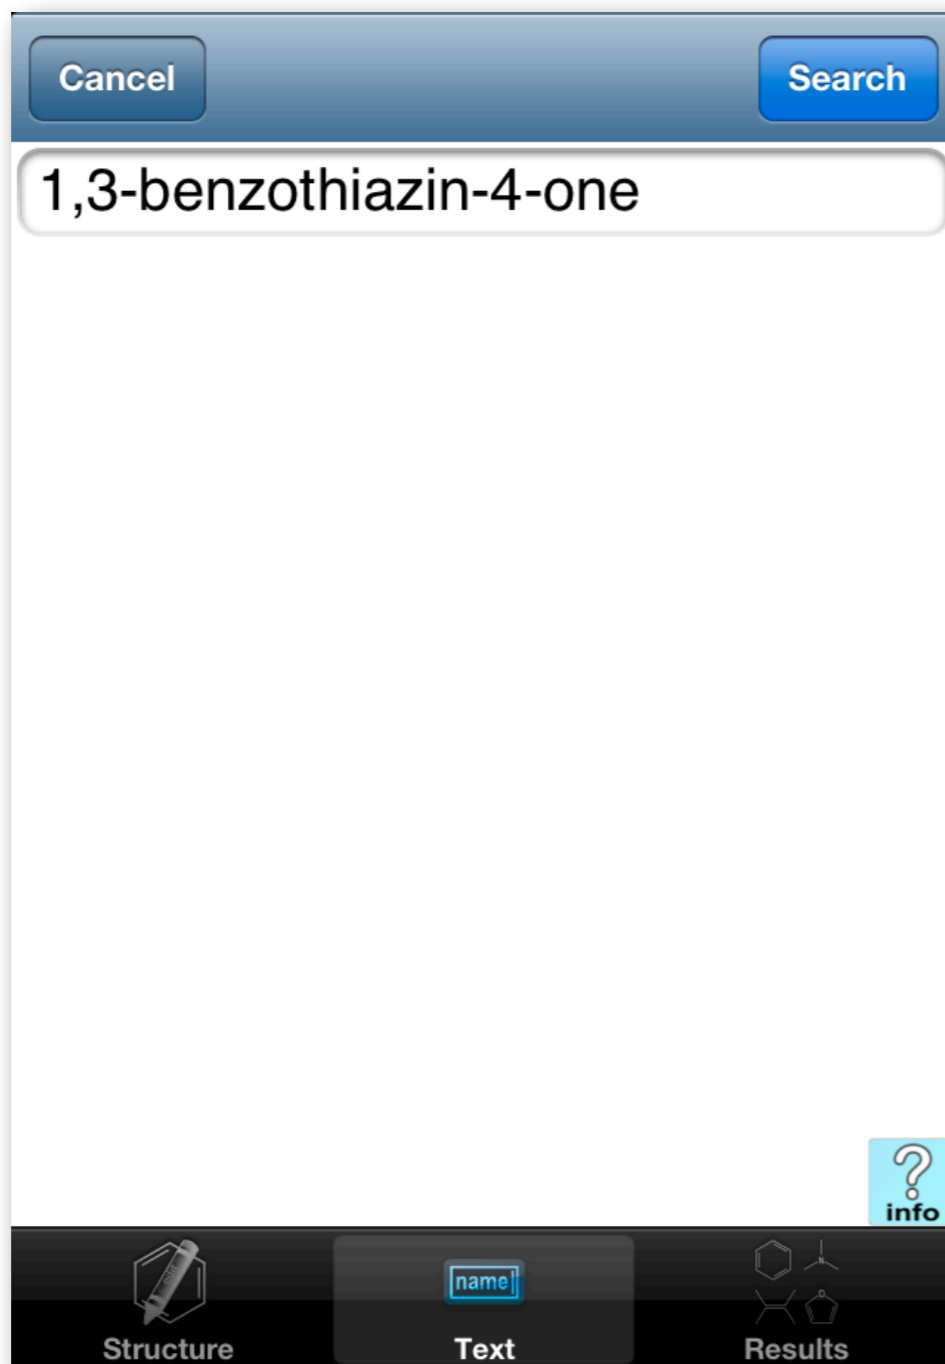 Cancel
Search
1,3-benzothiazin-4-one
?
info
name
Structure
Text
Results